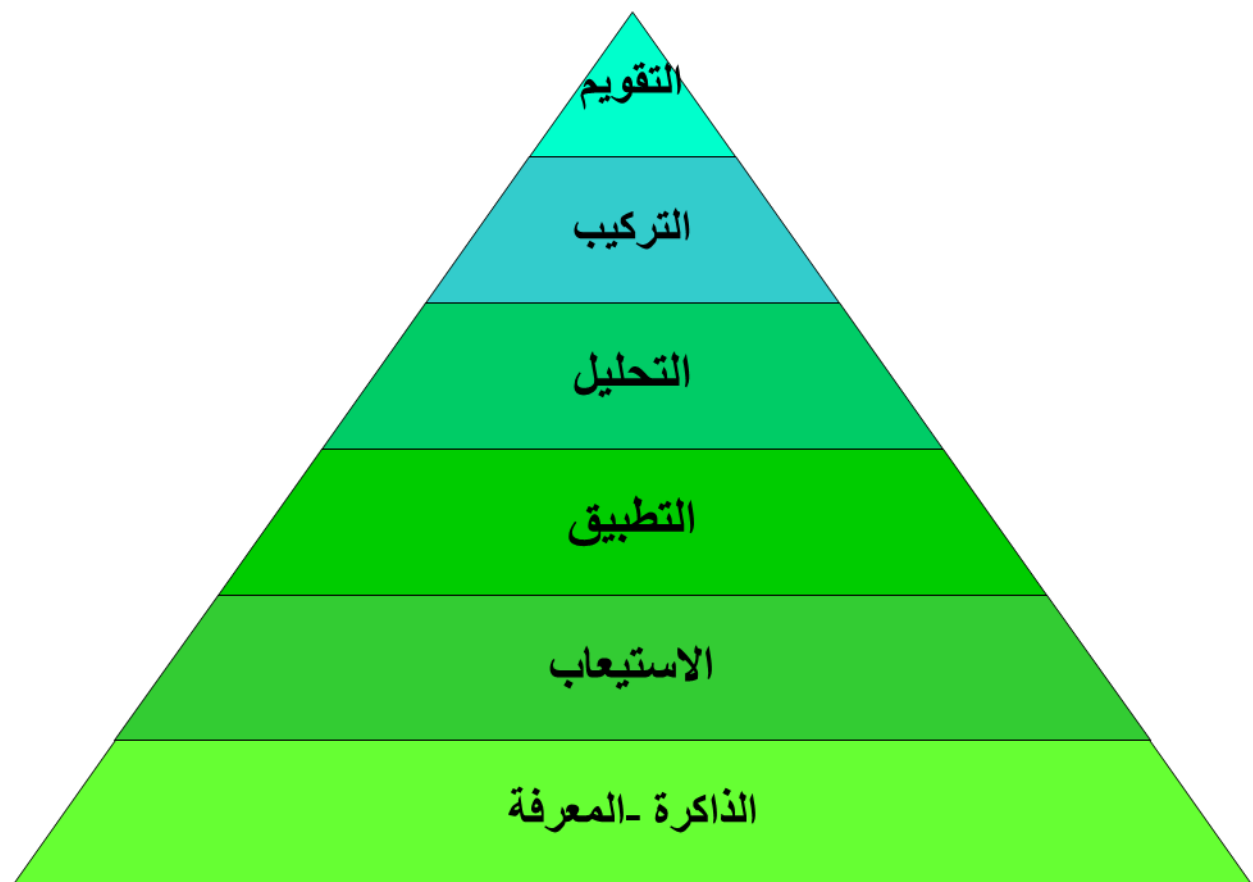 التقويم
التركيب
التحليل
التطبيق
الاستيعاب
الذاكرة -المعرفة